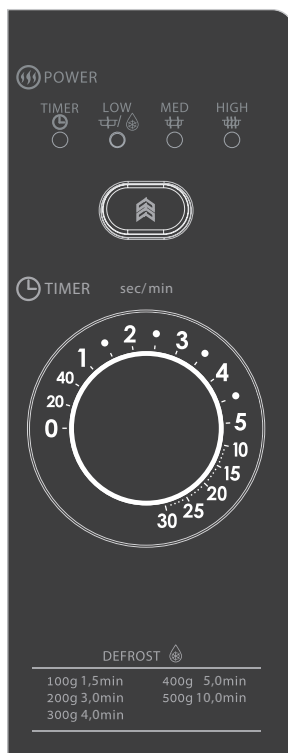 POWER
TIMER LOW MED HIGH
/
TIMER sec/min
0 20 40 1 • 2 • 3 • 4 • 5 10 15 20 25 30
DEFROST
100g 1,5min 400g 5,0min
200g 3,0min 500g 10,0min
300g 4,0min